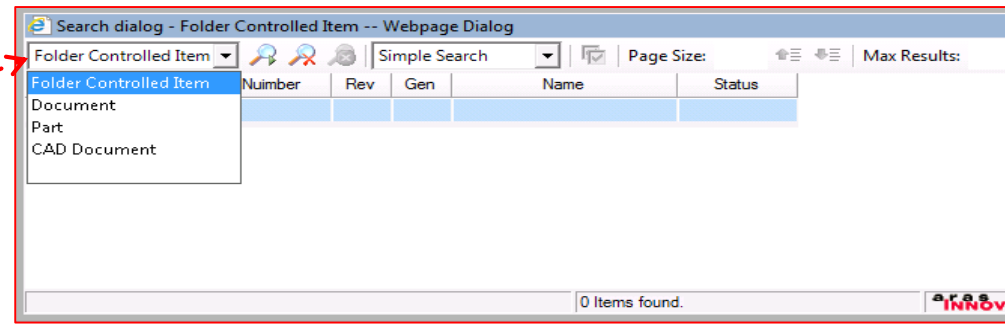 Search dialog - Folder Controlled Item -- Webpage Dialog
Folder Controlled Item Simple Search Page Size: Max Results:
Folder Controlled Item Nuimber Rev Gen Name Status
Document
Part
CAD Document
0 Items found.
aras
INNOV